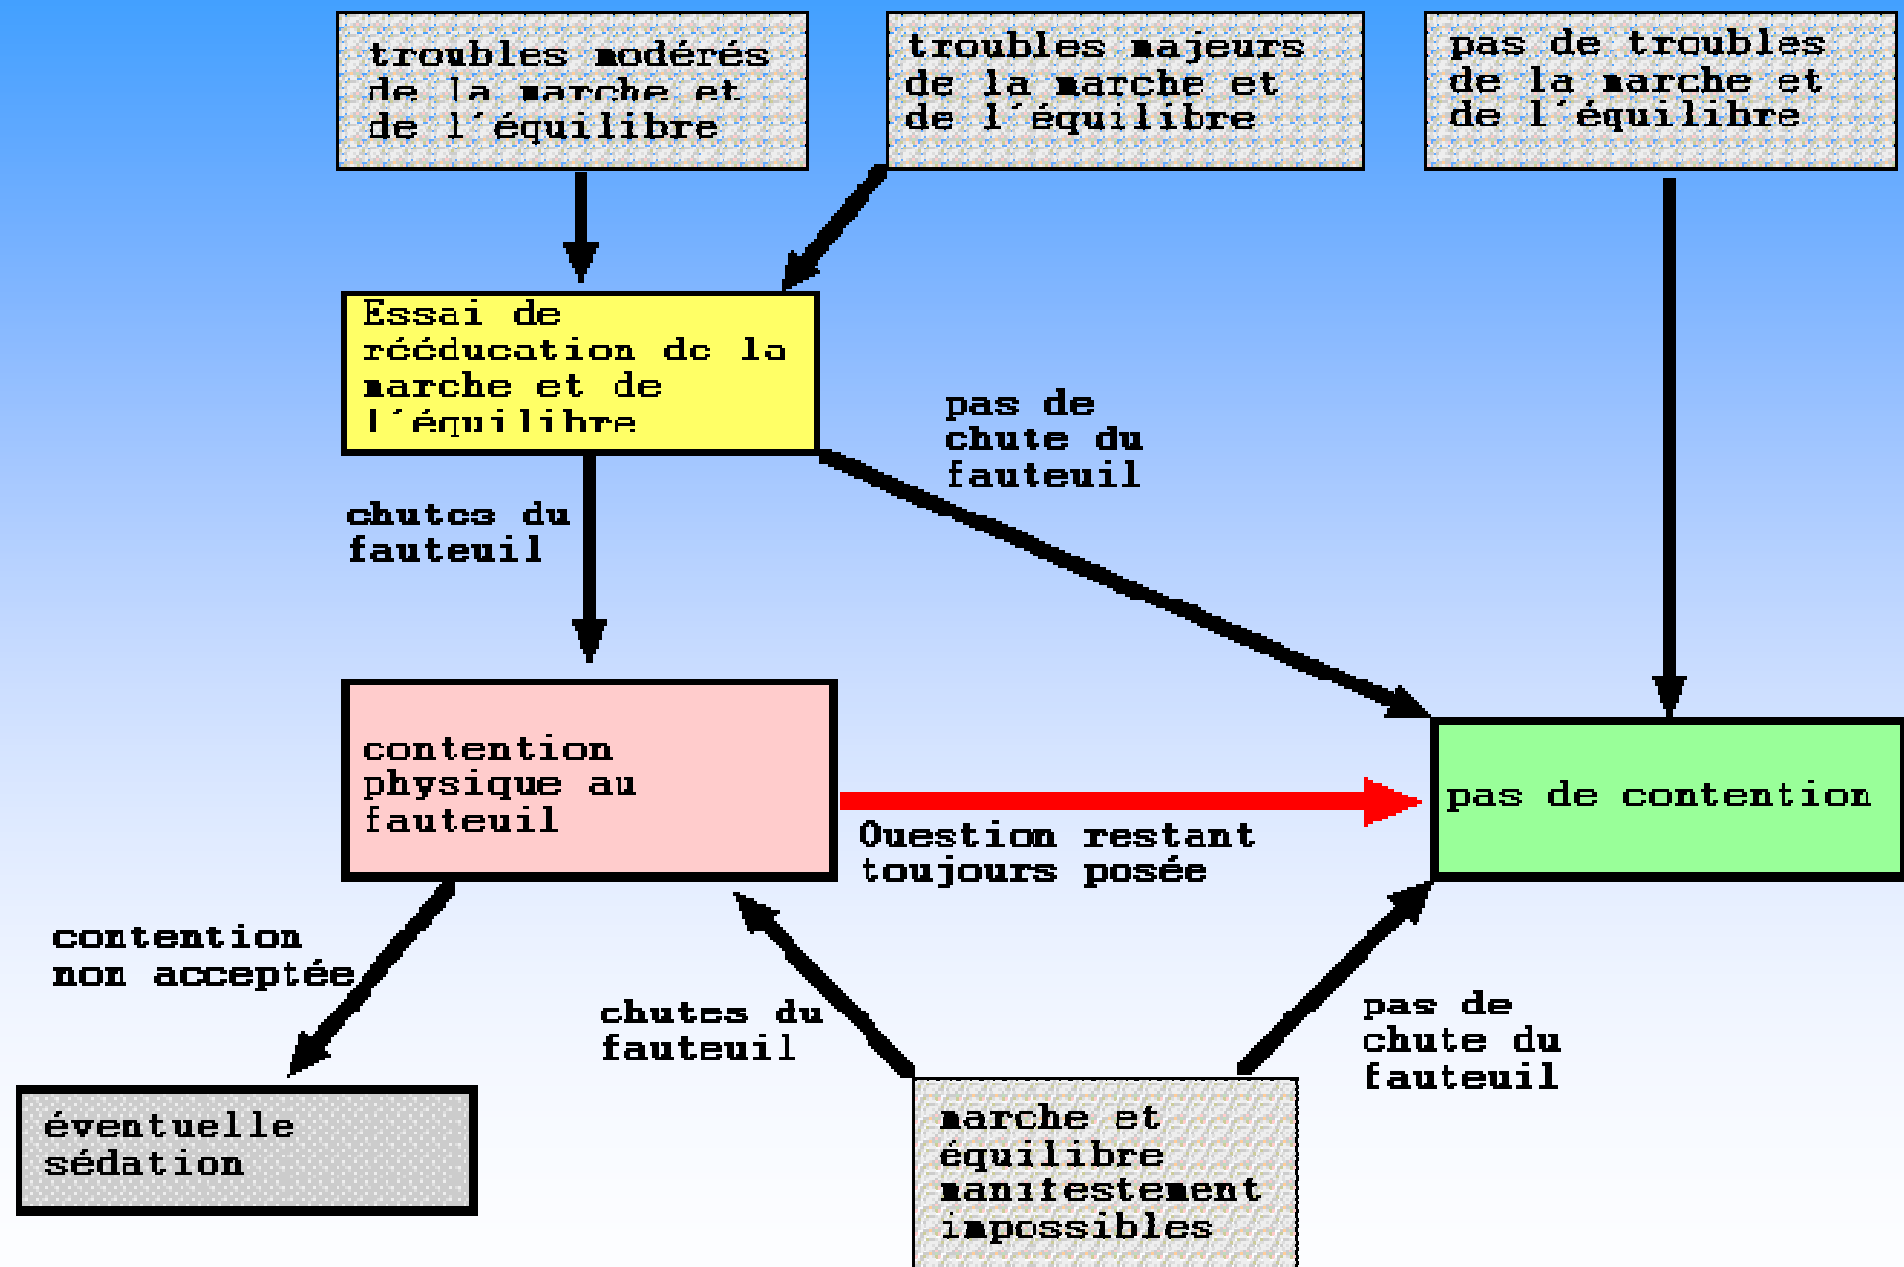 troubles modérés
de la marche et
de l´équilibre
troubles majeurs
de la marche et
de l´équilibre
pas de troubles
de la marche et
de l´équilibre
Essai de
rééducation de la
marche et de
l´équilibre
pas de
chute du
fauteuil
chutes du
fauteuil
contention
physique au
fauteuil
pas de contention
Question restant
toujours posée
contention
non acceptée
chutes du
fauteuil
pas de
chute du
fauteuil
éventuelle
sédation
marche et
équilibre
manifestement
impossibles